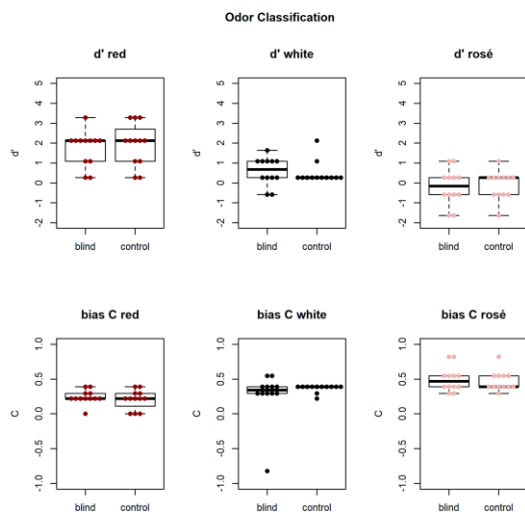 Odor Classification
d' red
d' white
d' rosé
5
4
3
2
1
0
-1
-2
d'
blind
control
5
4
3
2
1
0
-1
-2
d'
blind
control
5
4
3
2
1
0
-1
-2
d'
blind
control
bias C red
bias C white
bias C rosé
1.0
0.5
0.0
-0.5
-1.0
C
blind
control
1.0
0.5
0.0
-0.5
-1.0
C
blind
control
1.0
0.5
0.0
-0.5
-1.0
C
blind
control